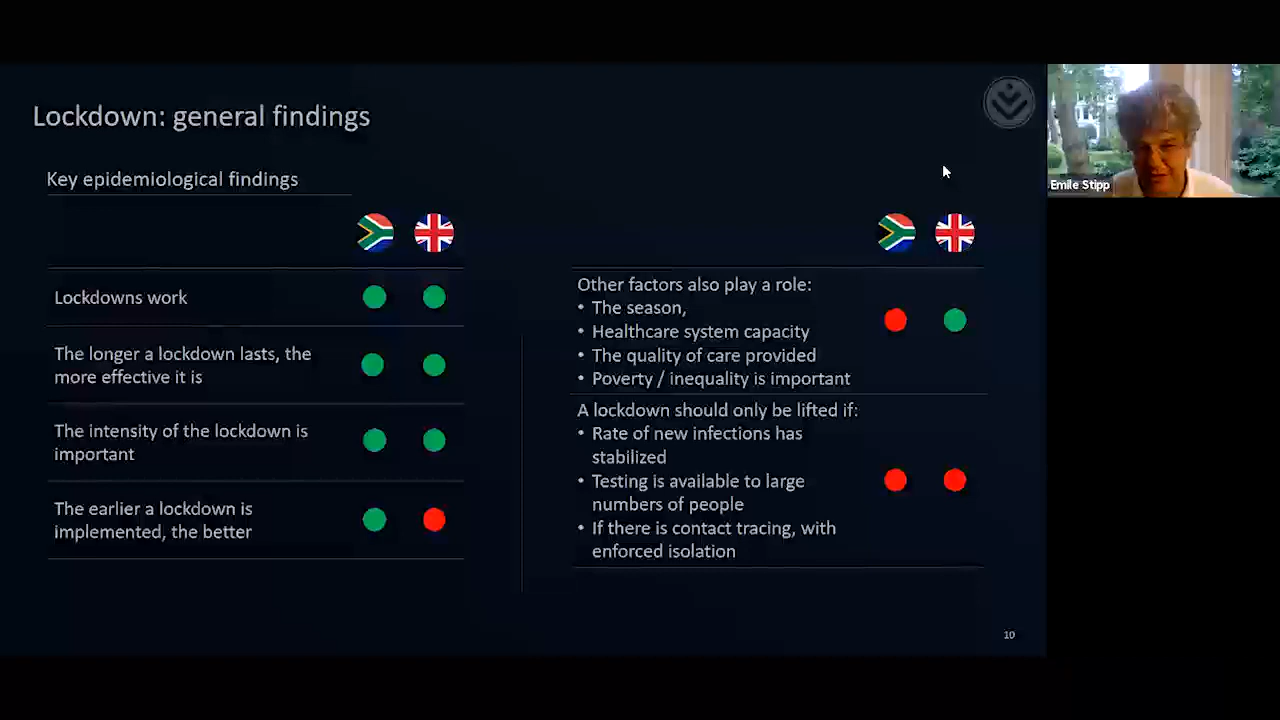 Lockdown: general findings
Key epidemiological findings
Lockdowns work
The longer a lockdown lasts, the
more effective it is
The intensity of the lockdown is
important
The earlier a lockdown is
implemented, the better
Other factors also play a role:
• The season,
• Healthcare system capacity
• The quality of care provided
• Poverty / inequality is important
A lockdown should only be lifted if:
• Rate of new infections has
stabilized
• Testing is available to large
numbers of people
• If there is contact tracing, with
enforced isolation
10
Emile Stipp